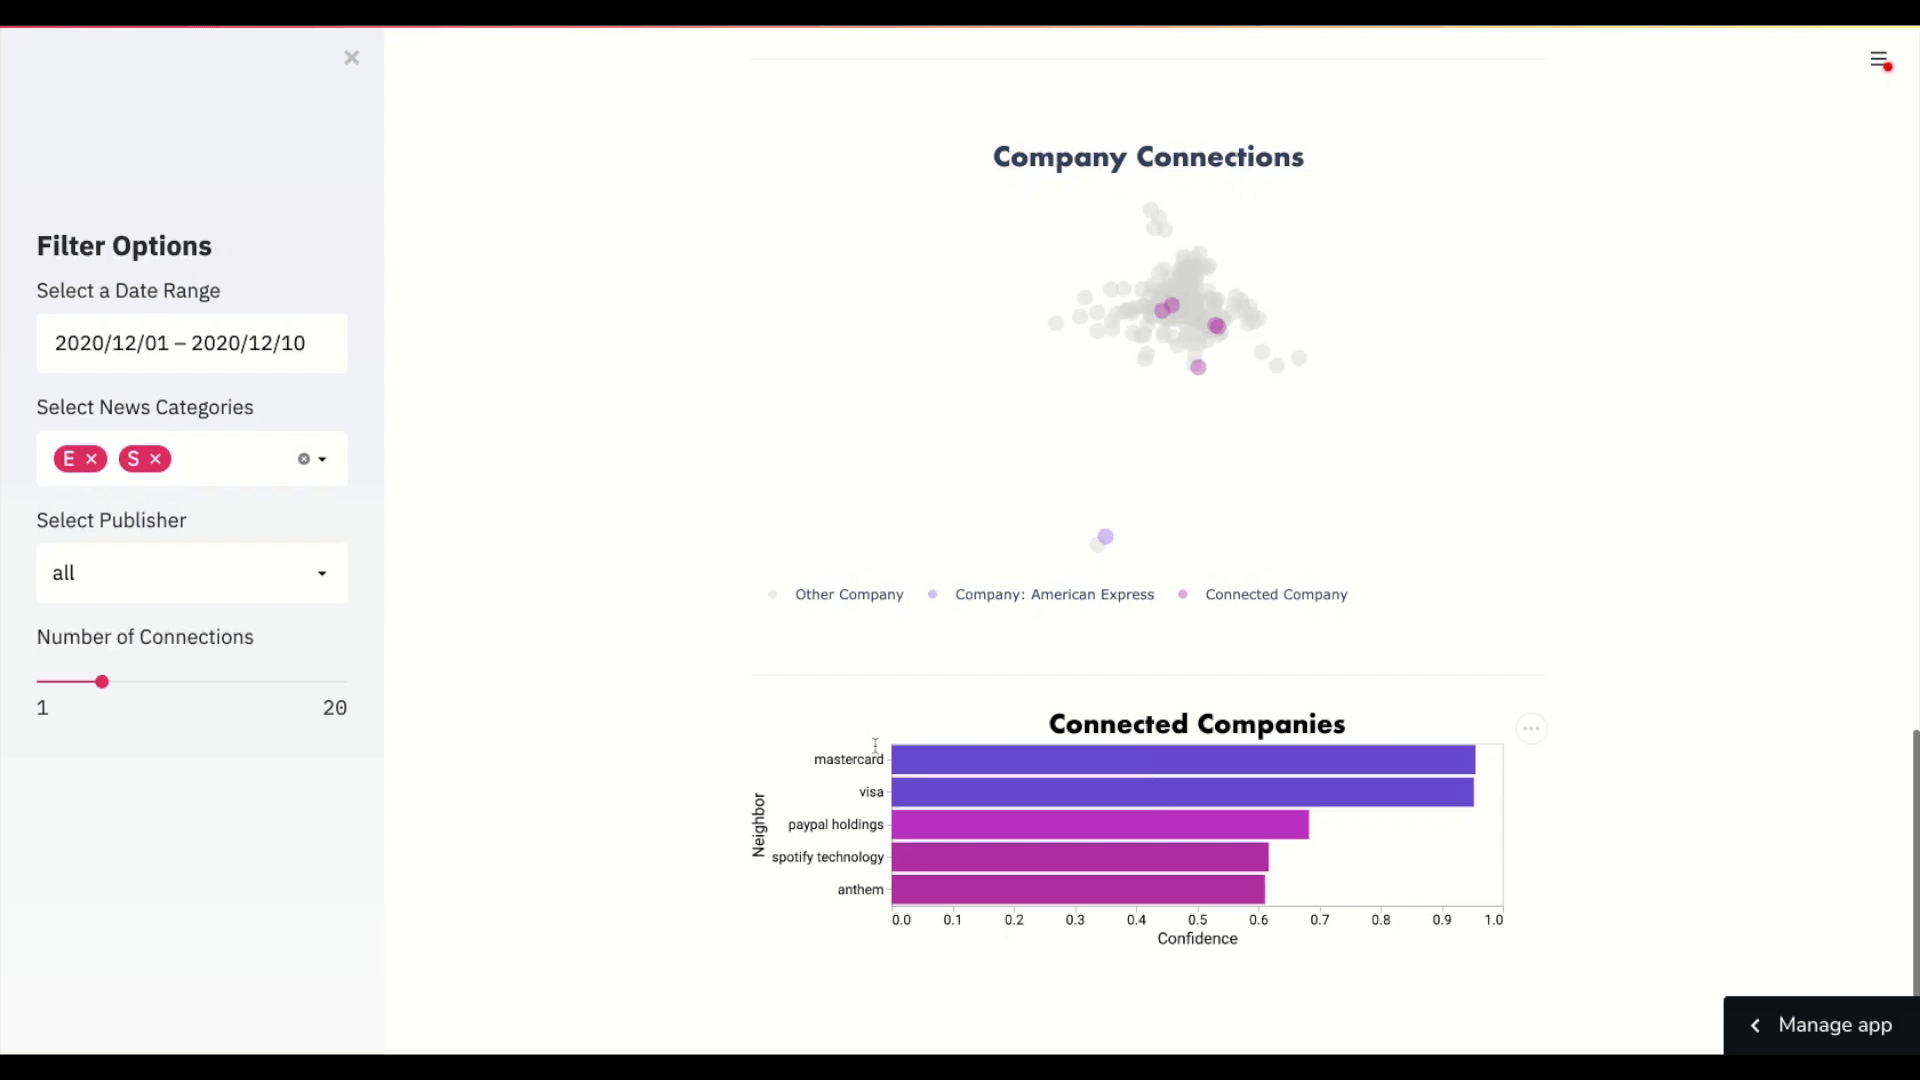 Filter Options
Select a Date Range
2020/12/01 – 2020/12/10
Select News Categories
E × S ×
Select Publisher
all
Number of Connections
1 20
Company Connections
Other Company Company: American Express Connected Company
Connected Companies
Neighbor
mastercard
visa
paypal holdings
spotify technology
anthem
0.0 0.1 0.2 0.3 0.4 0.5 0.6 0.7 0.8 0.9 1.0
Confidence
Manage app